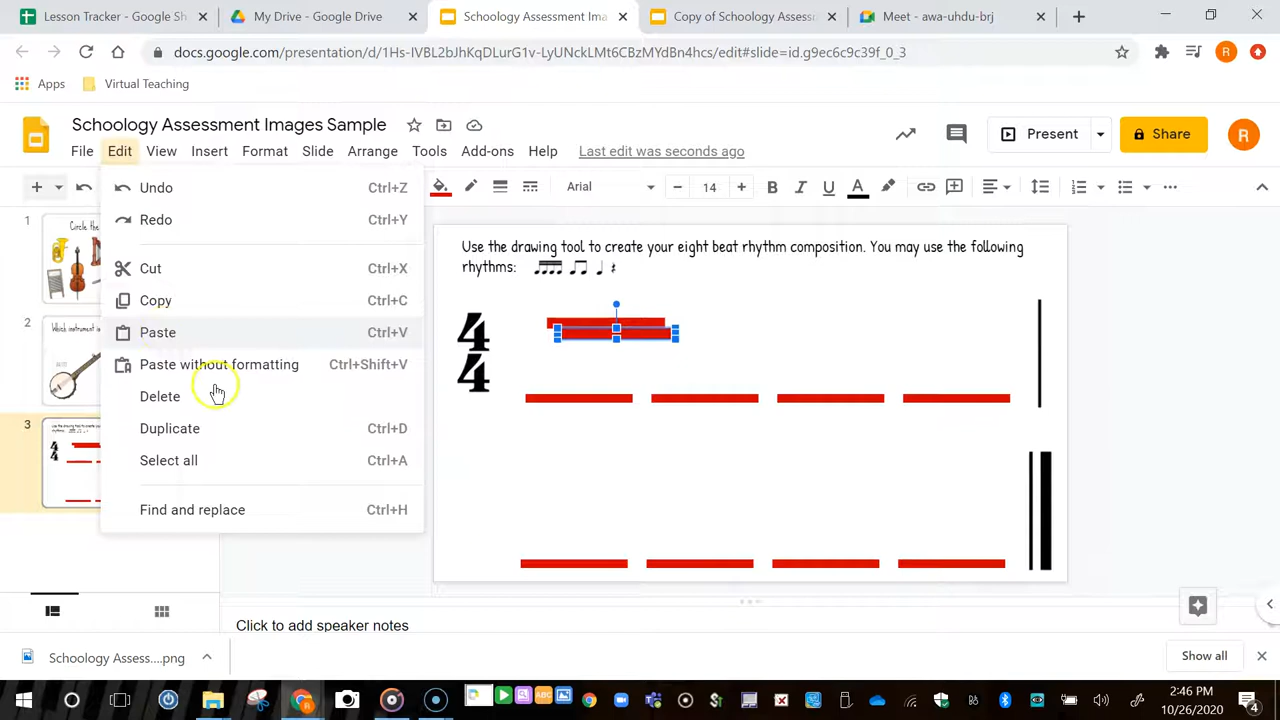 Lesson Tracker - Google Sh
My Drive - Google Drive
Schoology Assessment Ima
Copy of Schoology Assess
Meet - awa-uhdu-brj
docs.google.com/presentation/d/1Hs-IVBL2bJhKqDLurG1v-LyUNckLMt6CBzMYdBn4hcs/edit#slide=id.g9ec6c9c39f_0_3
R
Apps
Virtual Teaching
Schoology Assessment Images Sample
Present
Share
R
File Edit View Insert Format Slide Arrange Tools Add-ons Help Last edit was seconds ago
Arial
14
Undo Ctrl+Z
Redo Ctrl+Y
Cut Ctrl+X
Copy Ctrl+C
Paste Ctrl+V
Paste without formatting Ctrl+Shift+V
Delete
Duplicate Ctrl+D
Select all Ctrl+A
Find and replace Ctrl+H
1
Circle the
2
Which instrument is
3
Use the drawing tool to create your eight beat rhythm composition. You may use the following
rhythms:
4
4
Click to add speaker notes
Schoology Assess....png
Show all
2:46 PM
10/26/2020